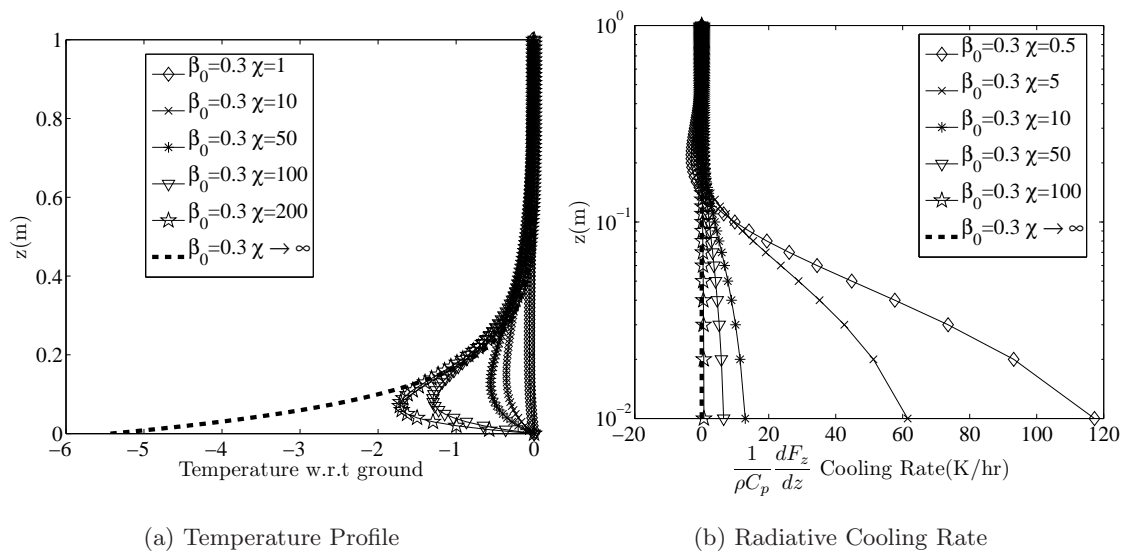 1
0.8
0.6
0.4
0.2
0
z(m)
−6
−5
−4
−3
−2
−1
0
Temperature w.r.t ground
β₀=0.3 χ=1
β₀=0.3 χ=10
β₀=0.3 χ=50
β₀=0.3 χ=100
β₀=0.3 χ=200
β₀=0.3 χ → ∞
(a) Temperature Profile
10⁰
10⁻¹
10⁻²
z(m)
−20
0
20
40
60
80
100
120
1/(ρCₚ) dF_z/dz Cooling Rate(K/hr)
β₀=0.3 χ=0.5
β₀=0.3 χ=5
β₀=0.3 χ=10
β₀=0.3 χ=50
β₀=0.3 χ=100
β₀=0.3 χ → ∞
(b) Radiative Cooling Rate